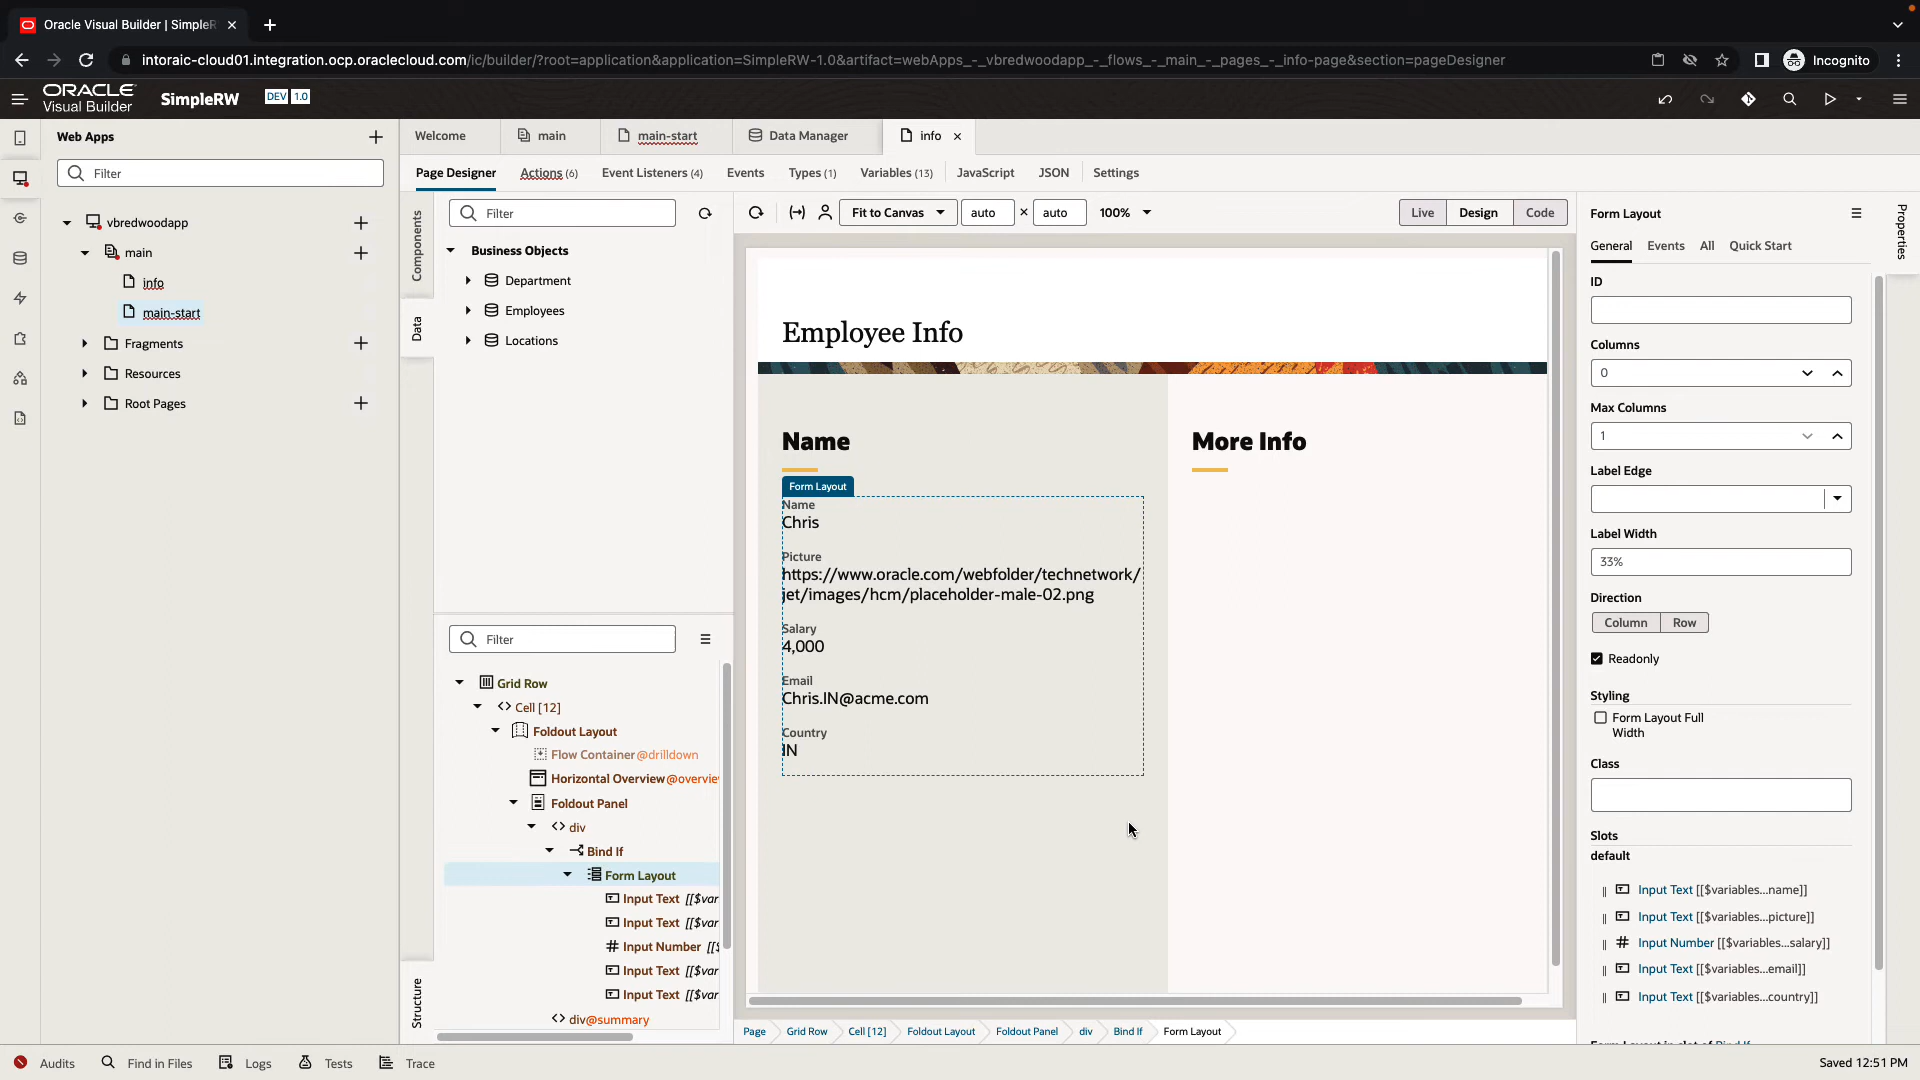 Oracle Visual Builder | SimpleR
intoraic-cloud01.integration.ocp.oraclecloud.com/ic/builder/?root=application&application=SimpleRW-1.0&artifact=webApps_-_vbredwoodapp_-_flows_-_main_-_pages_-_info-page&section=pageDesigner
Incognito
ORACLE
Visual Builder
SimpleRW
DEV 1.0
Web Apps
Filter
vbredwoodapp
main
info
main-start
Fragments
Resources
Root Pages
Welcome
main
main-start
Data Manager
info
Page Designer
Actions (6)
Event Listeners (4)
Events
Types (1)
Variables (13)
JavaScript
JSON
Settings
Components
Data
Structure
Filter
Business Objects
Department
Employees
Locations
Filter
Grid Row
Cell [12]
Foldout Layout
Flow Container@drilldown
Horizontal Overview@overvie
Foldout Panel
div
Bind If
Form Layout
Input Text [[$var
Input Text [[$var
Input Number [[$
Input Text [[$var
Input Text [[$var
div@summary
Fit to Canvas
auto × auto
100%
Live
Design
Code
Employee Info
Name
Form Layout
Name
Chris
Picture
https://www.oracle.com/webfolder/technetwork/
jet/images/hcm/placeholder-male-02.png
Salary
4,000
Email
Chris.IN@acme.com
Country
IN
More Info
Page
Grid Row
Cell [12]
Foldout Layout
Foldout Panel
div
Bind If
Form Layout
Form Layout
Properties
General
Events
All
Quick Start
ID
Columns
0
Max Columns
1
Label Edge
Label Width
33%
Direction
Column
Row
Readonly
Styling
Form Layout Full
Width
Class
Slots
default
Input Text [[$variables...name]]
Input Text [[$variables...picture]]
Input Number [[$variables...salary]]
Input Text [[$variables...email]]
Input Text [[$variables...country]]
Audits
Find in Files
Logs
Tests
Trace
Saved 12:51 PM